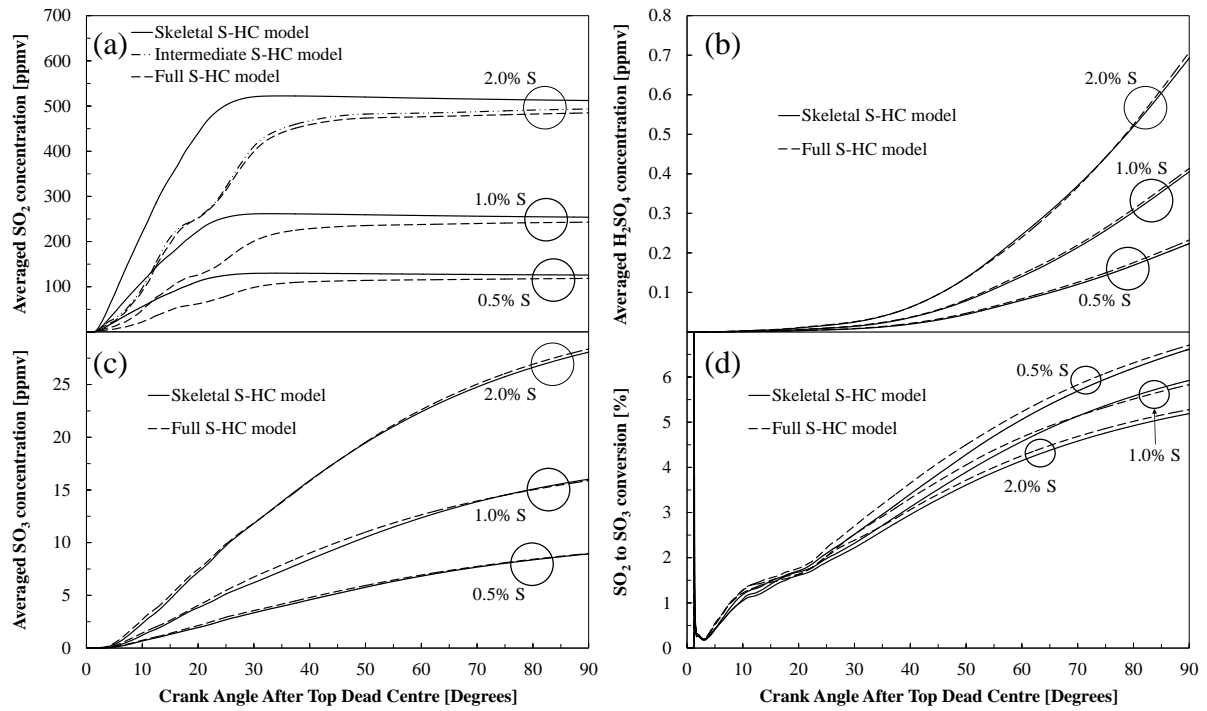 (a)
Skeletal S-HC model
Intermediate S-HC model
Full S-HC model
2.0% S
1.0% S
0.5% S
Averaged SO2 concentration [ppmv]
700
600
500
400
300
200
100
(b)
Skeletal S-HC model
Full S-HC model
2.0% S
1.0% S
0.5% S
Averaged H2SO4 concentration [ppmv]
0.8
0.7
0.6
0.5
0.4
0.3
0.2
0.1
(c)
Skeletal S-HC model
Full S-HC model
2.0% S
1.0% S
0.5% S
Averaged SO3 concentration [ppmv]
25
20
15
10
5
0
0 10 20 30 40 50 60 70 80 90
Crank Angle After Top Dead Centre [Degrees]
(d)
Skeletal S-HC model
Full S-HC model
0.5% S
1.0% S
2.0% S
SO2 to SO3 conversion [%]
6
5
4
3
2
1
0
0 10 20 30 40 50 60 70 80 90
Crank Angle After Top Dead Centre [Degrees]